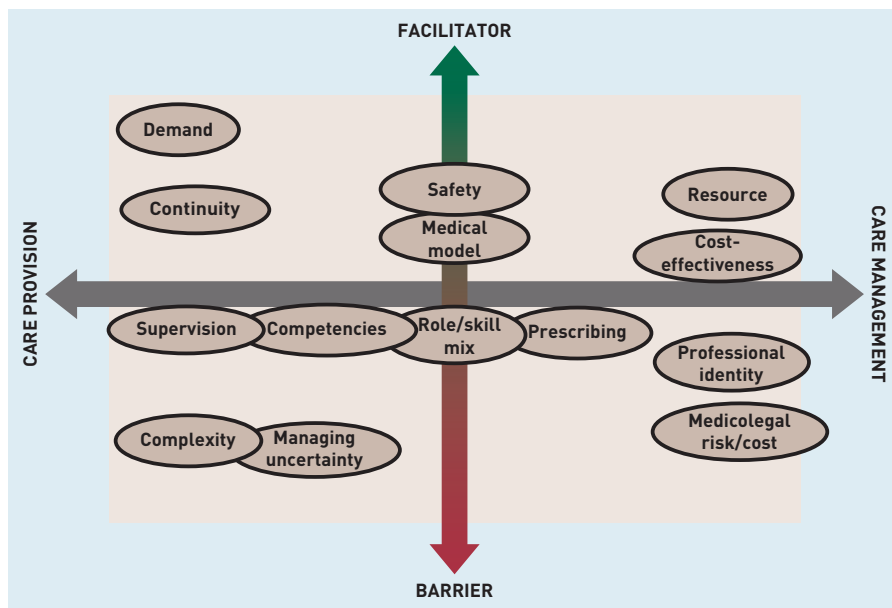 FACILITATOR
Demand
Safety
Continuity
Resource
Medical
model
Cost-
effectiveness
CARE PROVISION
CARE MANAGEMENT
Supervision
Competencies
Role/skill
mix
Prescribing
Professional
identity
Complexity
Managing
uncertainty
Medicolegal
risk/cost
BARRIER